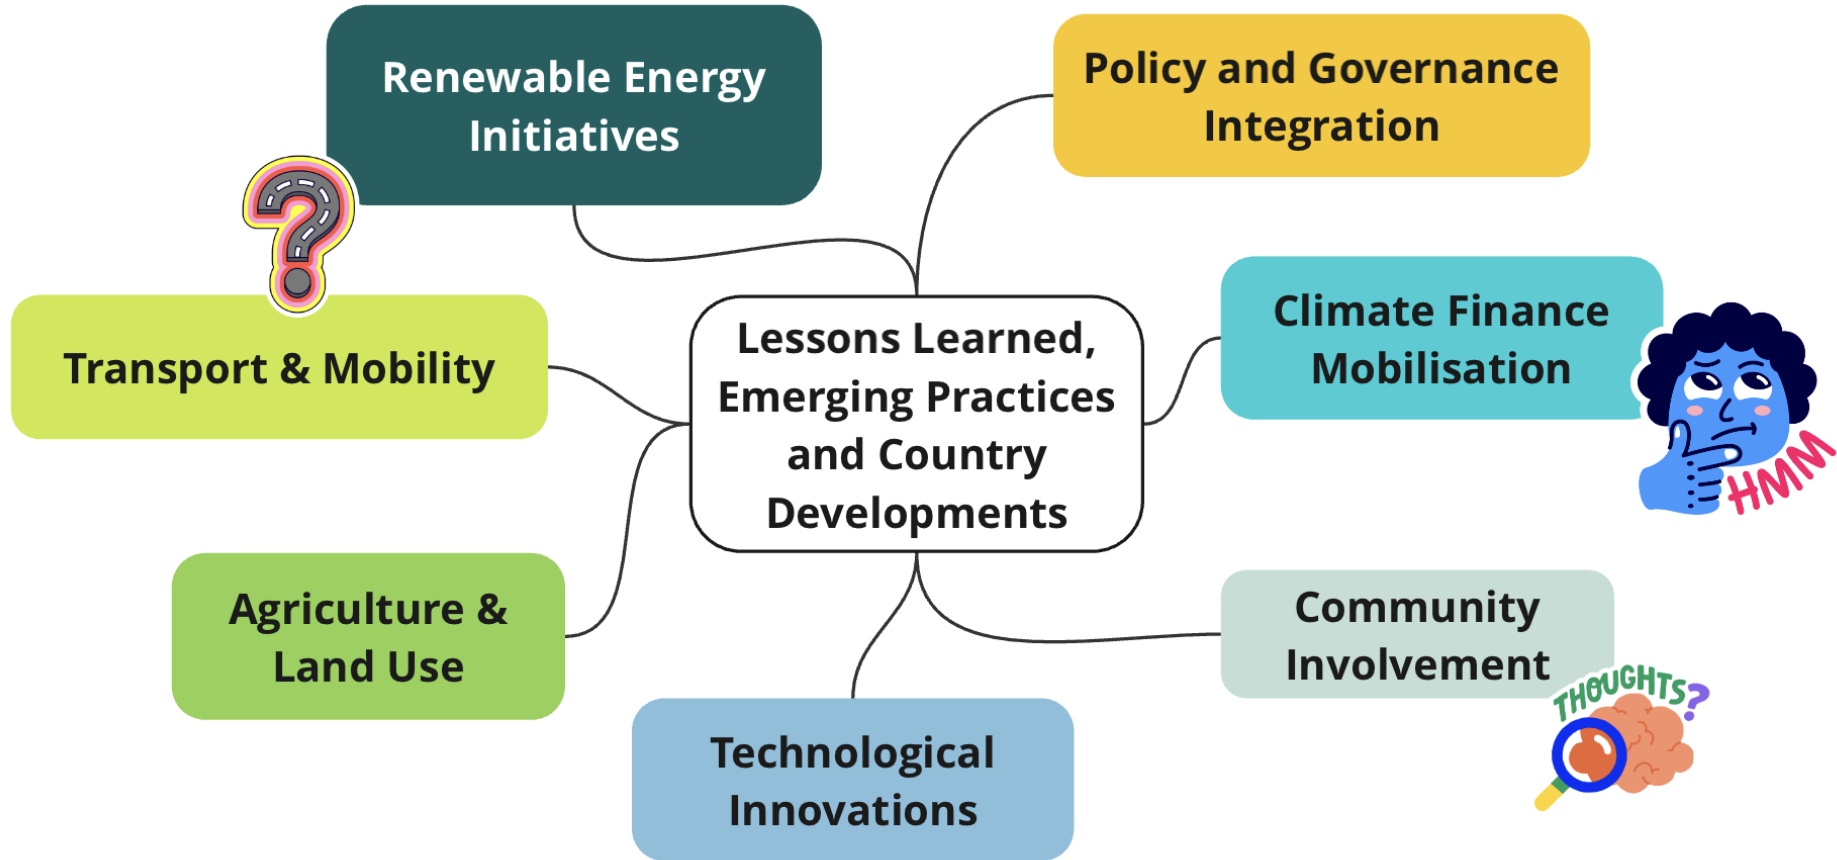 Renewable Energy
Initiatives
Policy and Governance
Integration
Transport & Mobility
Lessons Learned,
Emerging Practices
and Country
Developments
Climate Finance
Mobilisation
HMM
Agriculture &
Land Use
Community
Involvement
THOUGHTS?
Technological
Innovations